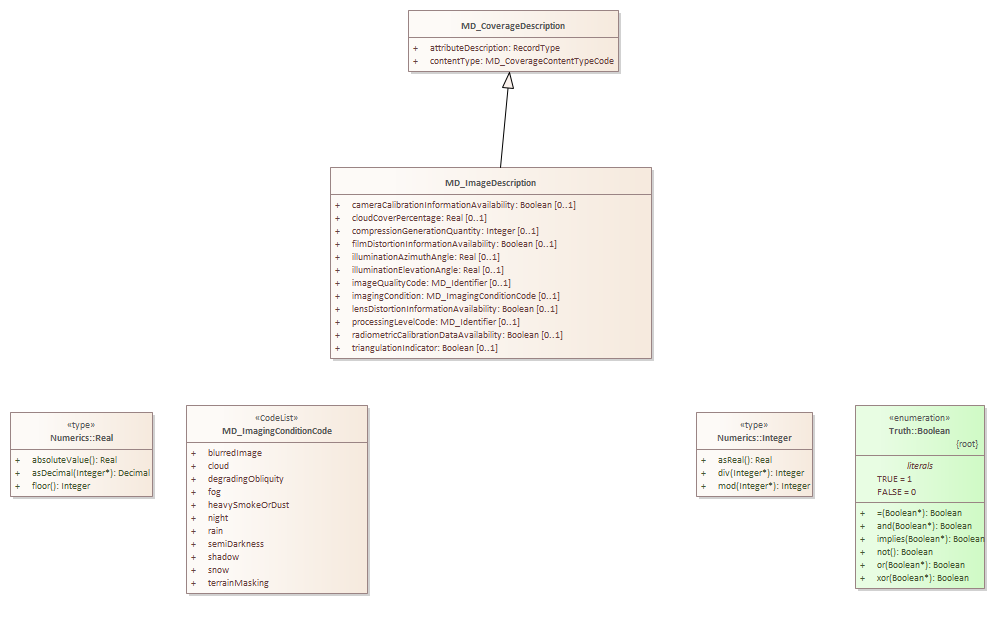 MD_CoverageDescription
+ attributeDescription: RecordType
+ contentType: MD_CoverageContentTypeCode
MD_ImageDescription
+ cameraCalibrationInformationAvailability: Boolean [0..1]
+ cloudCoverPercentage: Real [0..1]
+ compressionGenerationQuantity: Integer [0..1]
+ filmDistortionInformationAvailability: Boolean [0..1]
+ illuminationAzimuthAngle: Real [0..1]
+ illuminationElevationAngle: Real [0..1]
+ imageQualityCode: MD_Identifier [0..1]
+ imagingCondition: MD_ImagingConditionCode [0..1]
+ lensDistortionInformationAvailability: Boolean [0..1]
+ processingLevelCode: MD_Identifier [0..1]
+ radiometricCalibrationDataAvailability: Boolean [0..1]
+ triangulationIndicator: Boolean [0..1]
«type»
Numerics::Real
+ absoluteValue(): Real
+ asDecimal(Integer*): Decimal
+ floor(): Integer
«CodeList»
MD_ImagingConditionCode
+ blurredImage
+ cloud
+ degradingObliquity
+ fog
+ heavySmokeOrDust
+ night
+ rain
+ semiDarkness
+ shadow
+ snow
+ terrainMasking
«type»
Numerics::Integer
+ asReal(): Real
+ div(Integer*): Integer
+ mod(Integer*): Integer
«enumeration»
Truth::Boolean
{root}
literals
TRUE = 1
FALSE = 0
+ =(Boolean*): Boolean
+ and(Boolean*): Boolean
+ implies(Boolean*): Boolean
+ not(): Boolean
+ or(Boolean*): Boolean
+ xor(Boolean*): Boolean